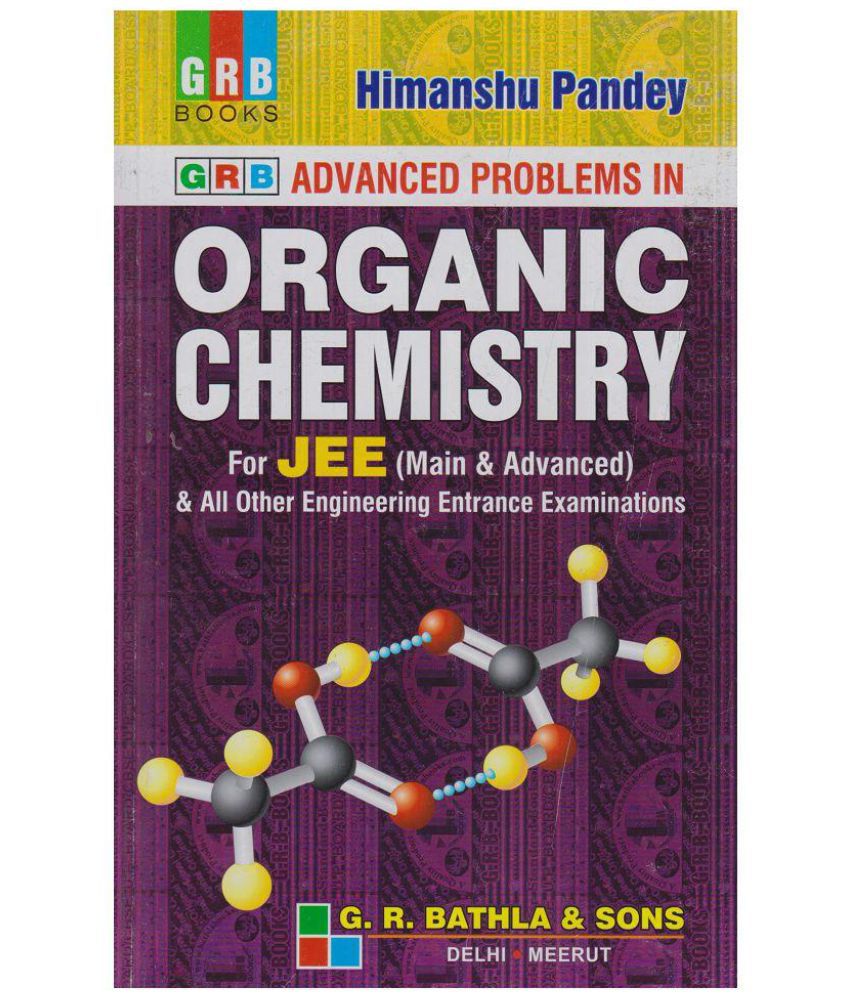 GRB
BOOKS
Himanshu Pandey
GRB ADVANCED PROBLEMS IN
ORGANIC
CHEMISTRY
For JEE (Main & Advanced)
& All Other Engineering Entrance Examinations
G. R. BATHLA & SONS
DELHI • MEERUT